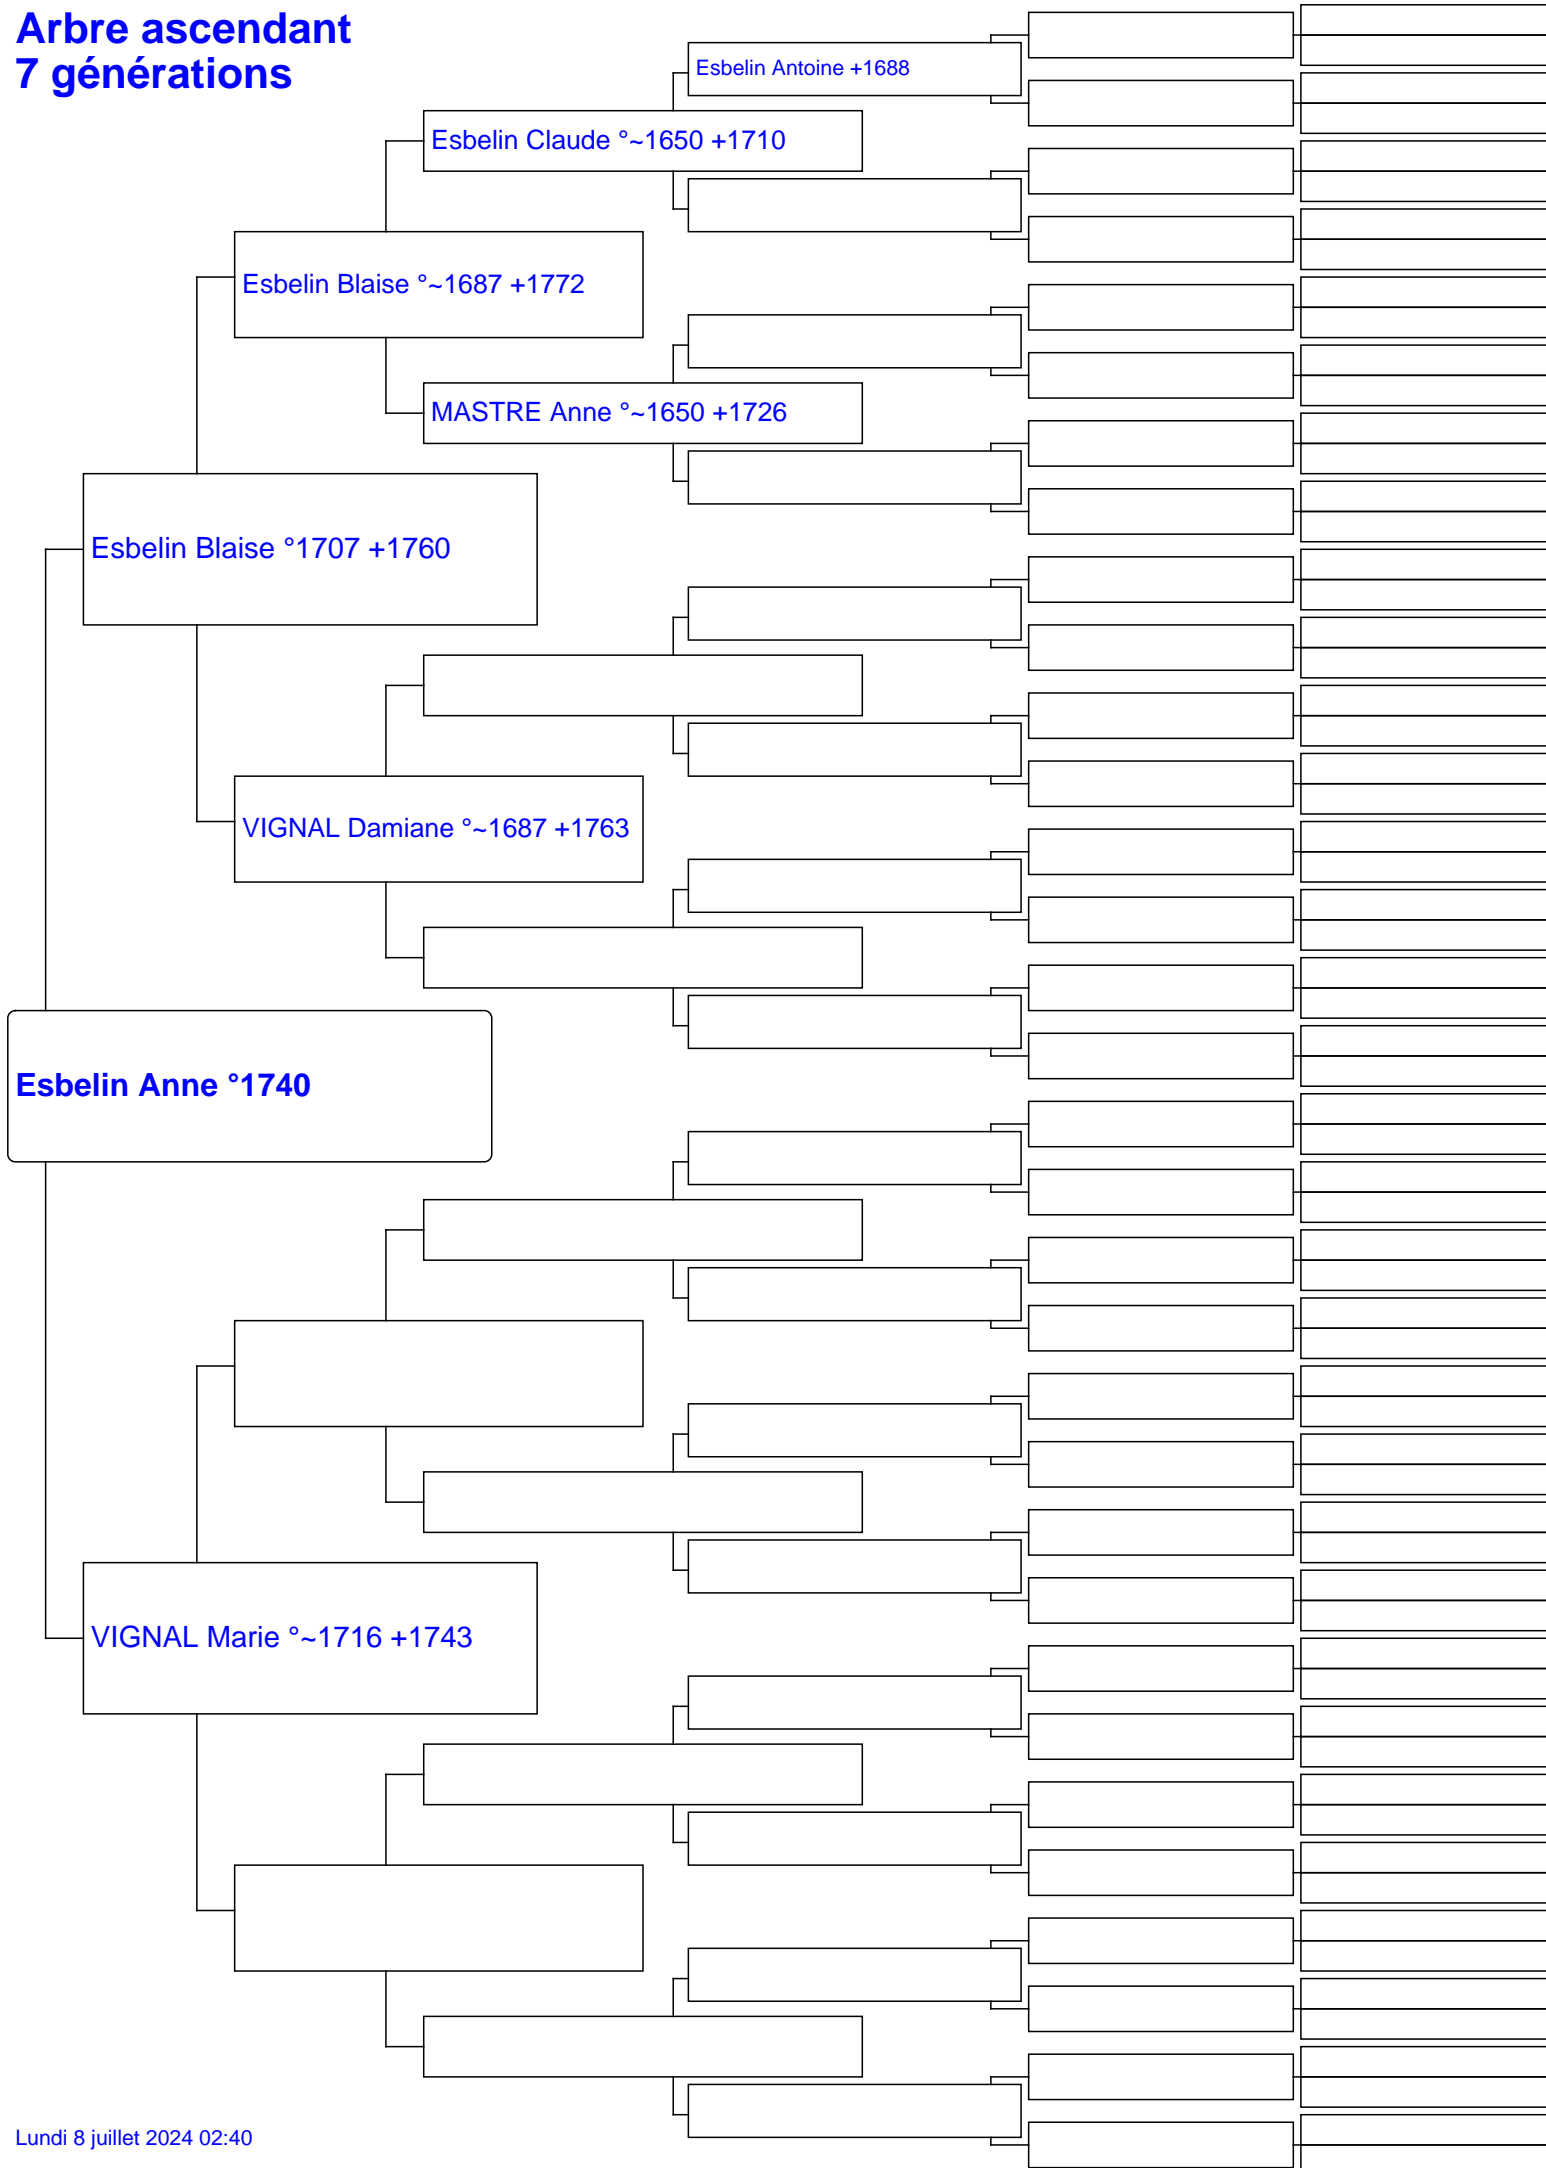 Arbre ascendant
7 générations
Esbelin Antoine +1688
Esbelin Claude °~1650 +1710
Esbelin Blaise °~1687 +1772
MASTRE Anne °~1650 +1726
Esbelin Blaise °1707 +1760
VIGNAL Damiane °~1687 +1763
Esbelin Anne °1740
VIGNAL Marie °~1716 +1743
Lundi 8 juillet 2024 02:40